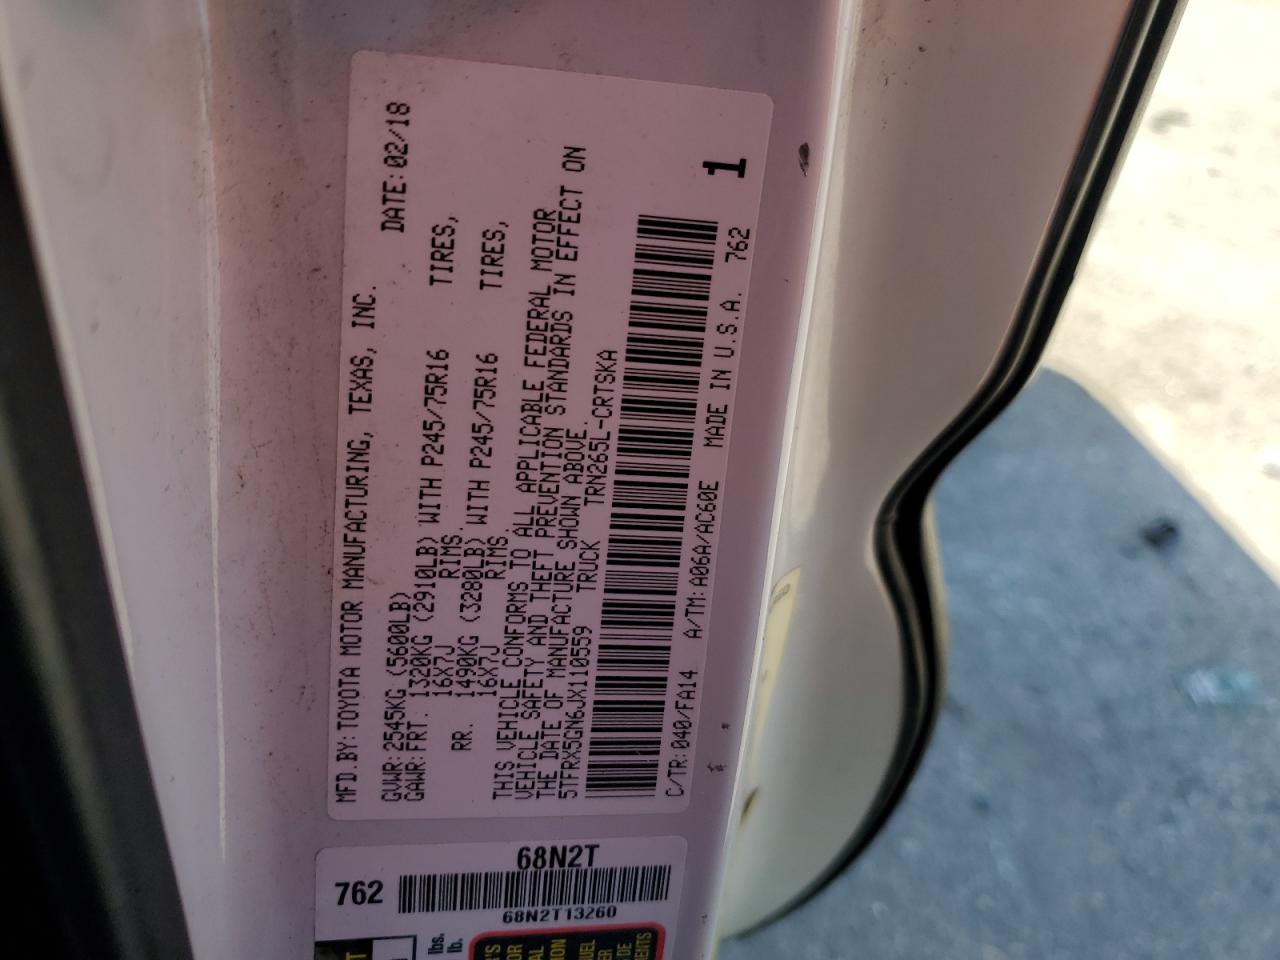 MFD.BY:TOYOTA MOTOR MANUFACTURING, TEXAS, INC.
DATE:02/18
GVWR:2545KG(5600LB)
GAWR:FRT. 1320KG (2910LB) WITH P245/75R16 TIRES,
16X7J RIMS.
RR. 1490KG (3280LB) WITH P245/75R16 TIRES,
16X7J RIMS
THIS VEHICLE CONFORMS TO ALL APPLICABLE FEDERAL MOTOR
VEHICLE SAFETY AND THEFT PREVENTION STANDARDS IN EFFECT ON
THE DATE OF MANUFACTURE SHOWN ABOVE.
5TFRX5GN6JX110559 TRUCK TRN265L-CRTSKA
1
C/TR:040/FA14 A/TM:A06A/AC60E MADE IN U.S.A. 762
68N2T
762
68N2T13260
lbs.
lb.